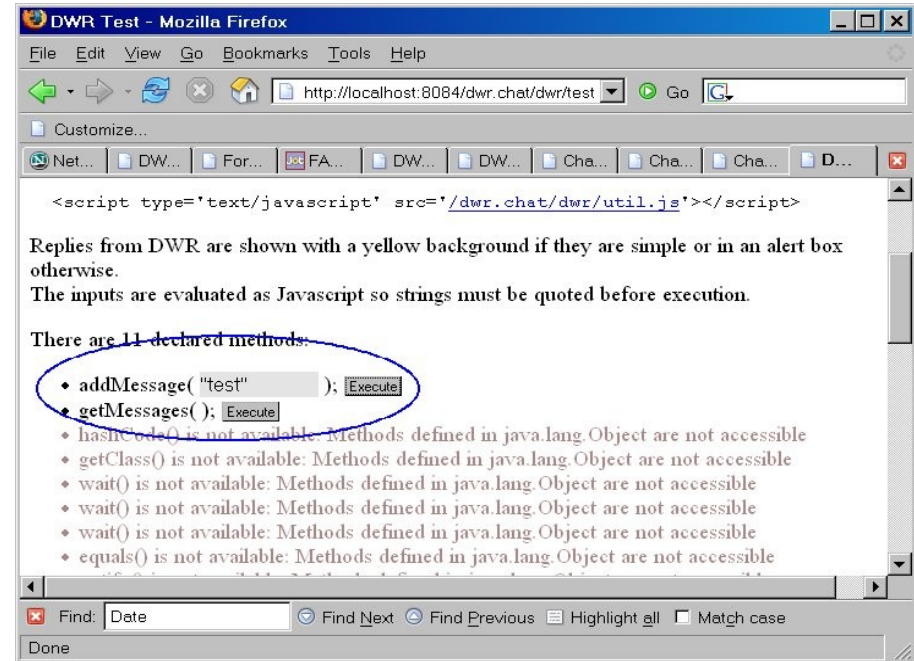 DWR Test - Mozilla Firefox
File Edit View Go Bookmarks Tools Help
http://localhost:8084/dwr.chat/dwr/test Go G
Customize...
Net... DW... For... Jot FA... DW... DW... Cha... Cha... Cha... D...
<script type='text/javascript' src='/dwr.chat/dwr/util.js'></script>
Replies from DWR are shown with a yellow background if they are simple or in an alert box
otherwise.
The inputs are evaluated as Javascript so strings must be quoted before execution.
There are 11 declared methods:
• addMessage( "test" ); Execute
• getMessages( ); Execute
• hashCode() is not available: Methods defined in java.lang.Object are not accessible
• getClass() is not available: Methods defined in java.lang.Object are not accessible
• wait() is not available: Methods defined in java.lang.Object are not accessible
• wait() is not available: Methods defined in java.lang.Object are not accessible
• wait() is not available: Methods defined in java.lang.Object are not accessible
• equals() is not available: Methods defined in java.lang.Object are not accessible
Find: Date Find Next Find Previous Highlight all Match case
Done